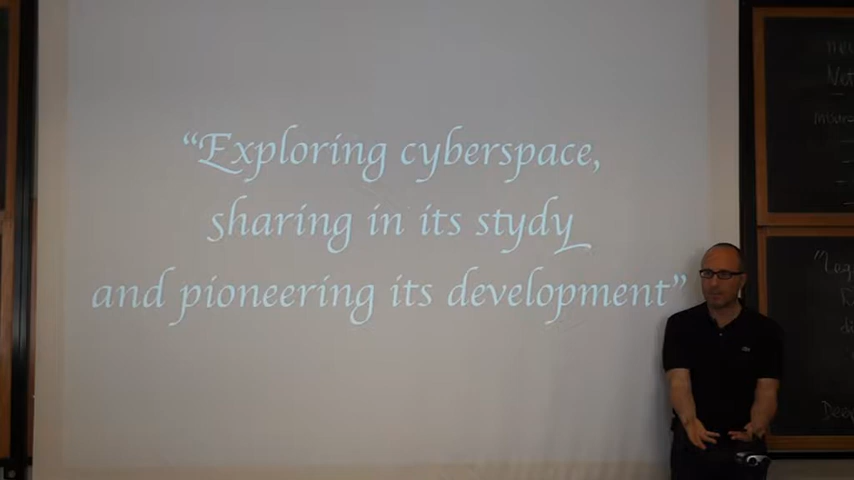 “Exploring cyberspace,
sharing in its stydy
and pioneering its development”